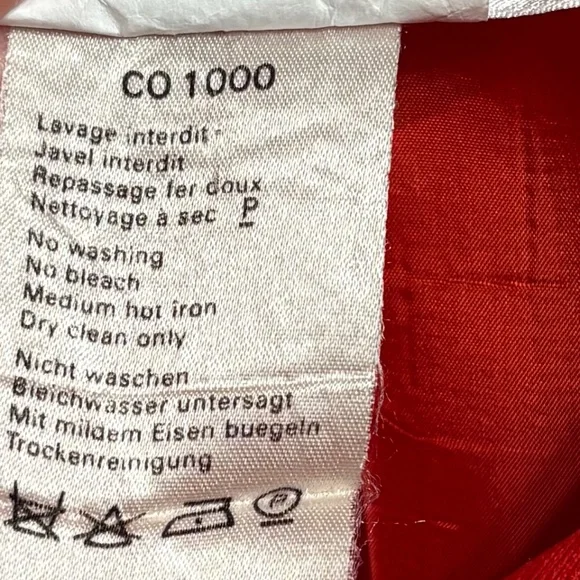 CO 1000
Lavage interdit
Javel interdit
Repassage fer doux
Nettoyage à sec P
No washing
No bleach
Medium hot iron
Dry clean only
Nicht waschen
Bleichwasser untersagt
Mit mildem Eisen buegeln
Trockenreinigung